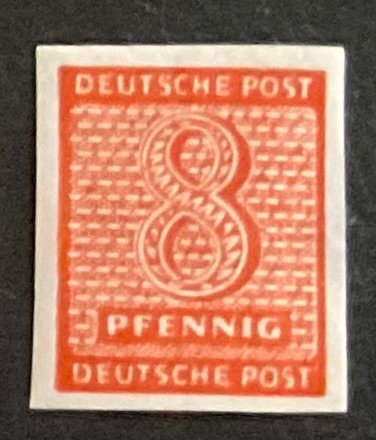 DEUTSCHE POST
8
PFENNIG
DEUTSCHE POST